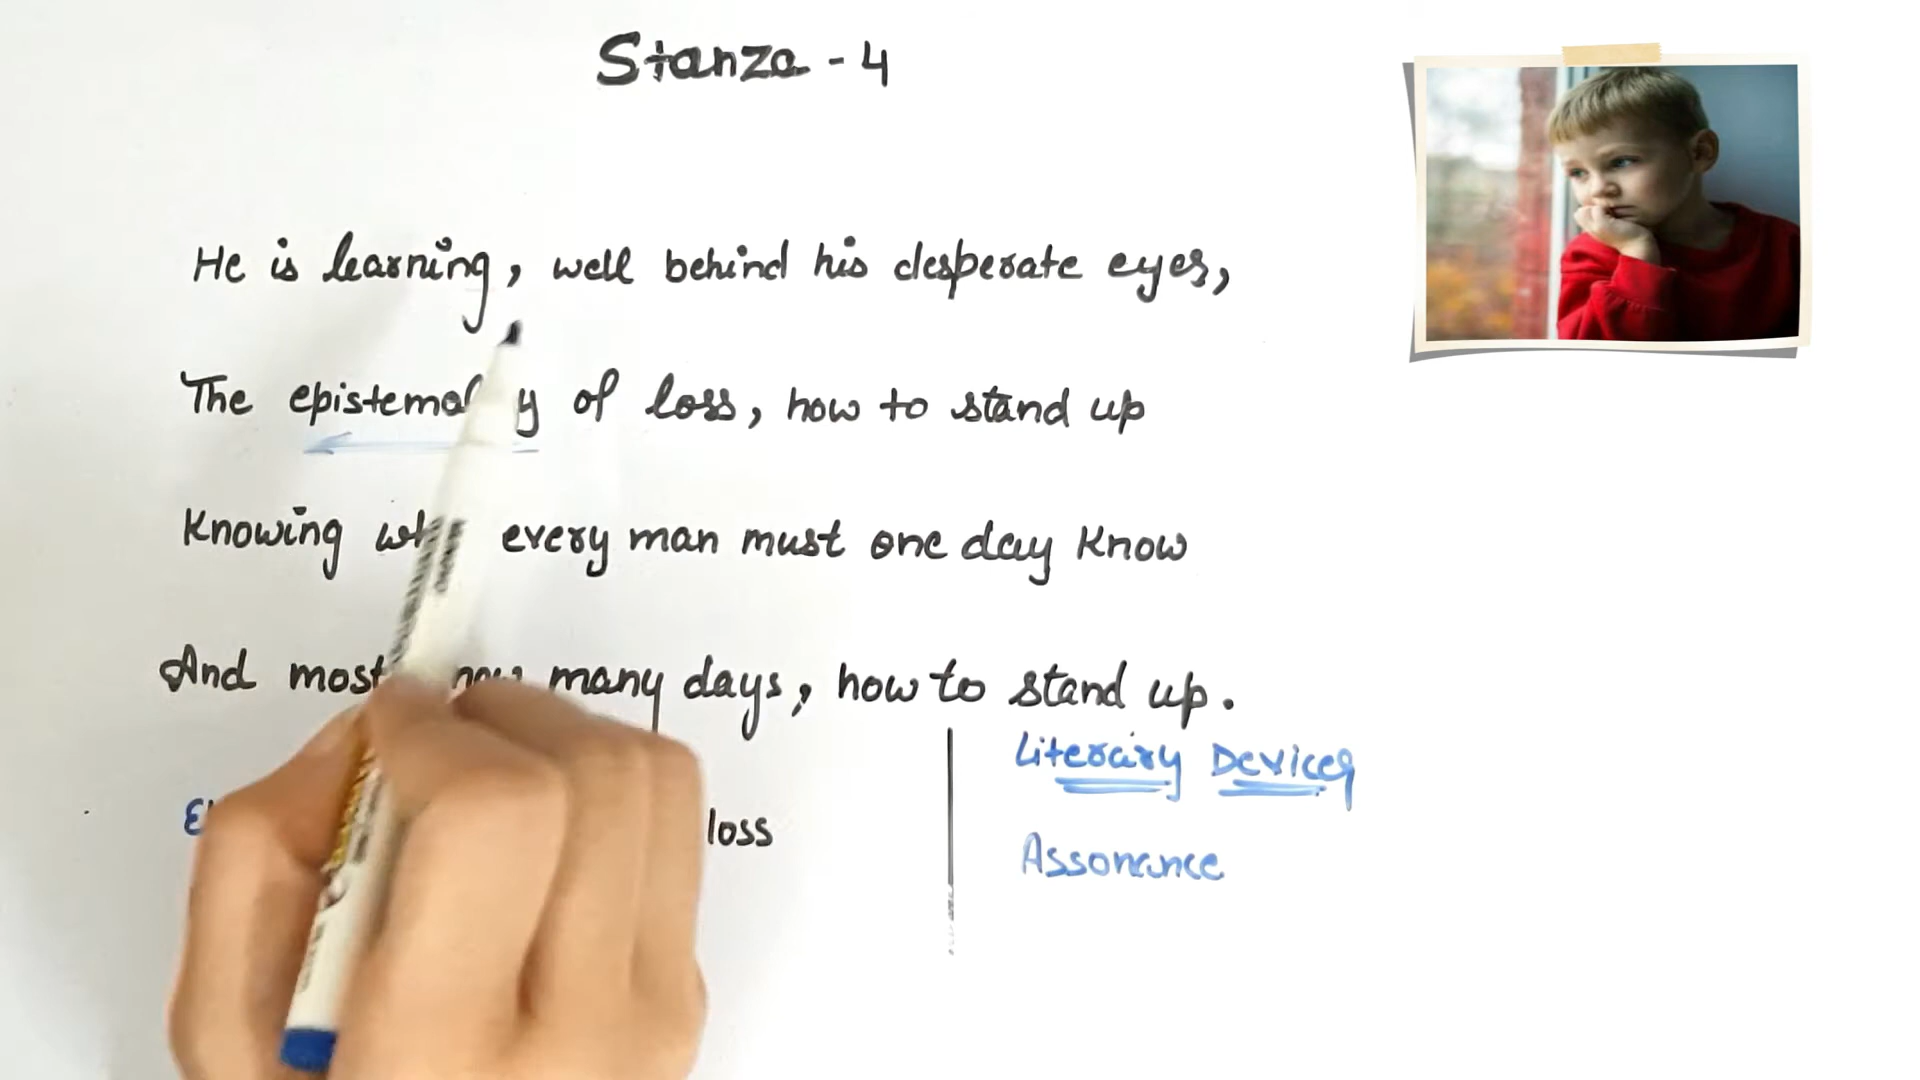 Stanza - 4
He is learning, well behind his desperate eyes,
The of loss, how to stand up
Knowing every man must one day know
And most many days, how to stand up.
Literary Devices
loss
Assonance